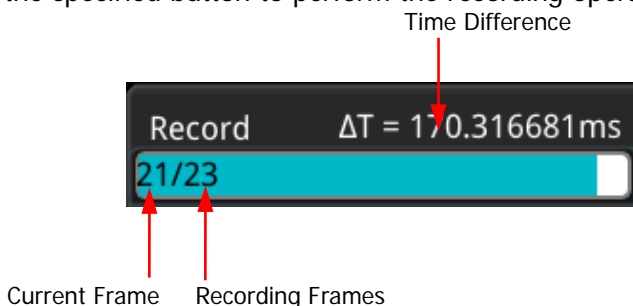 the specified button to perform the recording oper
Time Difference
Record ΔT = 170.316681ms
21/23
Current Frame Recording Frames